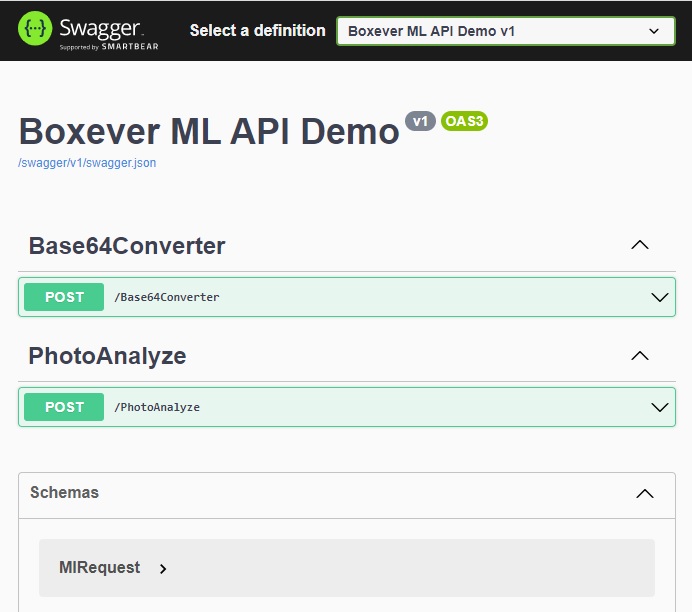 Swagger.
Supported by SMARTBEAR
Select a definition
Boxever ML API Demo v1
Boxever ML API Demo v1 OAS3
/swagger/v1/swagger.json
Base64Converter
POST /Base64Converter
PhotoAnalyze
POST /PhotoAnalyze
Schemas
MlRequest